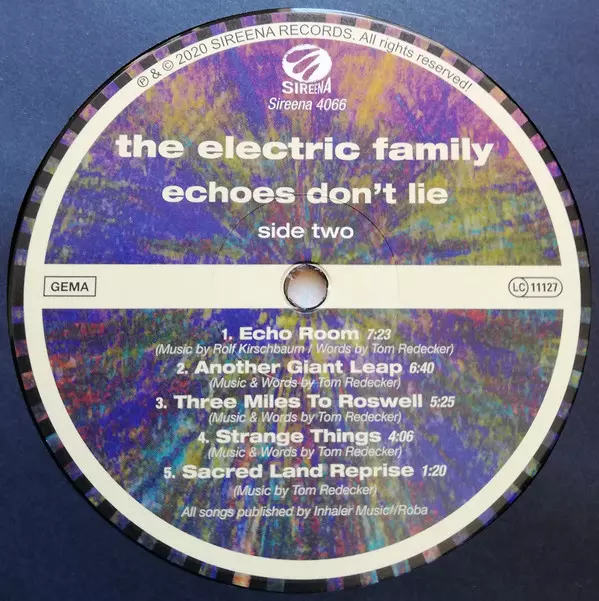 ℗ & © 2020 SIREENA RECORDS. All rights reserved!
SIREENA
Sireena 4066
the electric family
echoes don't lie
side two
GEMA
LC 11127
1. Echo Room 7:23
(Music by Rolf Kirschbaum / Words by Tom Redecker)
2. Another Giant Leap 6:40
(Music & Words by Tom Redecker)
3. Three Miles To Roswell 5:25
(Music & Words by Tom Redecker)
4. Strange Things 4:06
(Music & Words by Tom Redecker)
5. Sacred Land Reprise 1:20
(Music by Tom Redecker)
All songs published by Inhaler Music//Roba